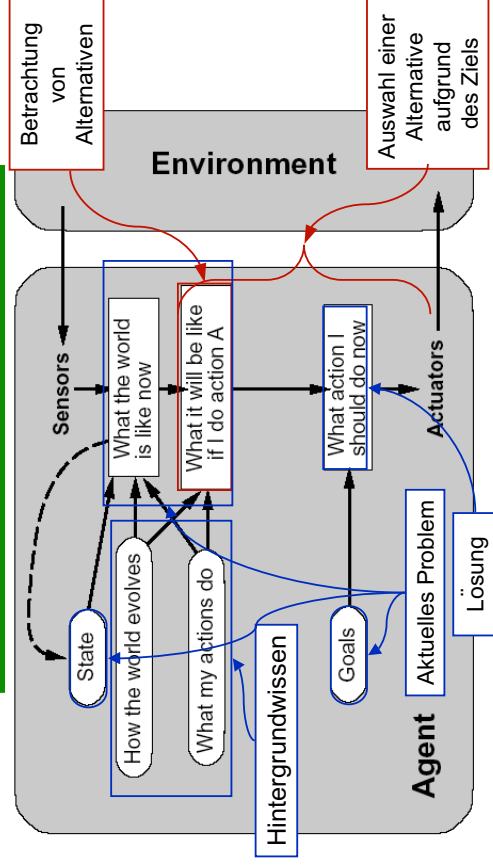 Betrachtung
von
Alternativen
Auswahl einer
Alternative
aufgrund
des Ziels
Environment
Sensors
What the world
is like now
What it will be like
if I do action A
What action I
should do now
Actuators
State
How the world evolves
What my actions do
Goals
Hintergrundwissen
Aktuelles Problem
Lösung
Agent